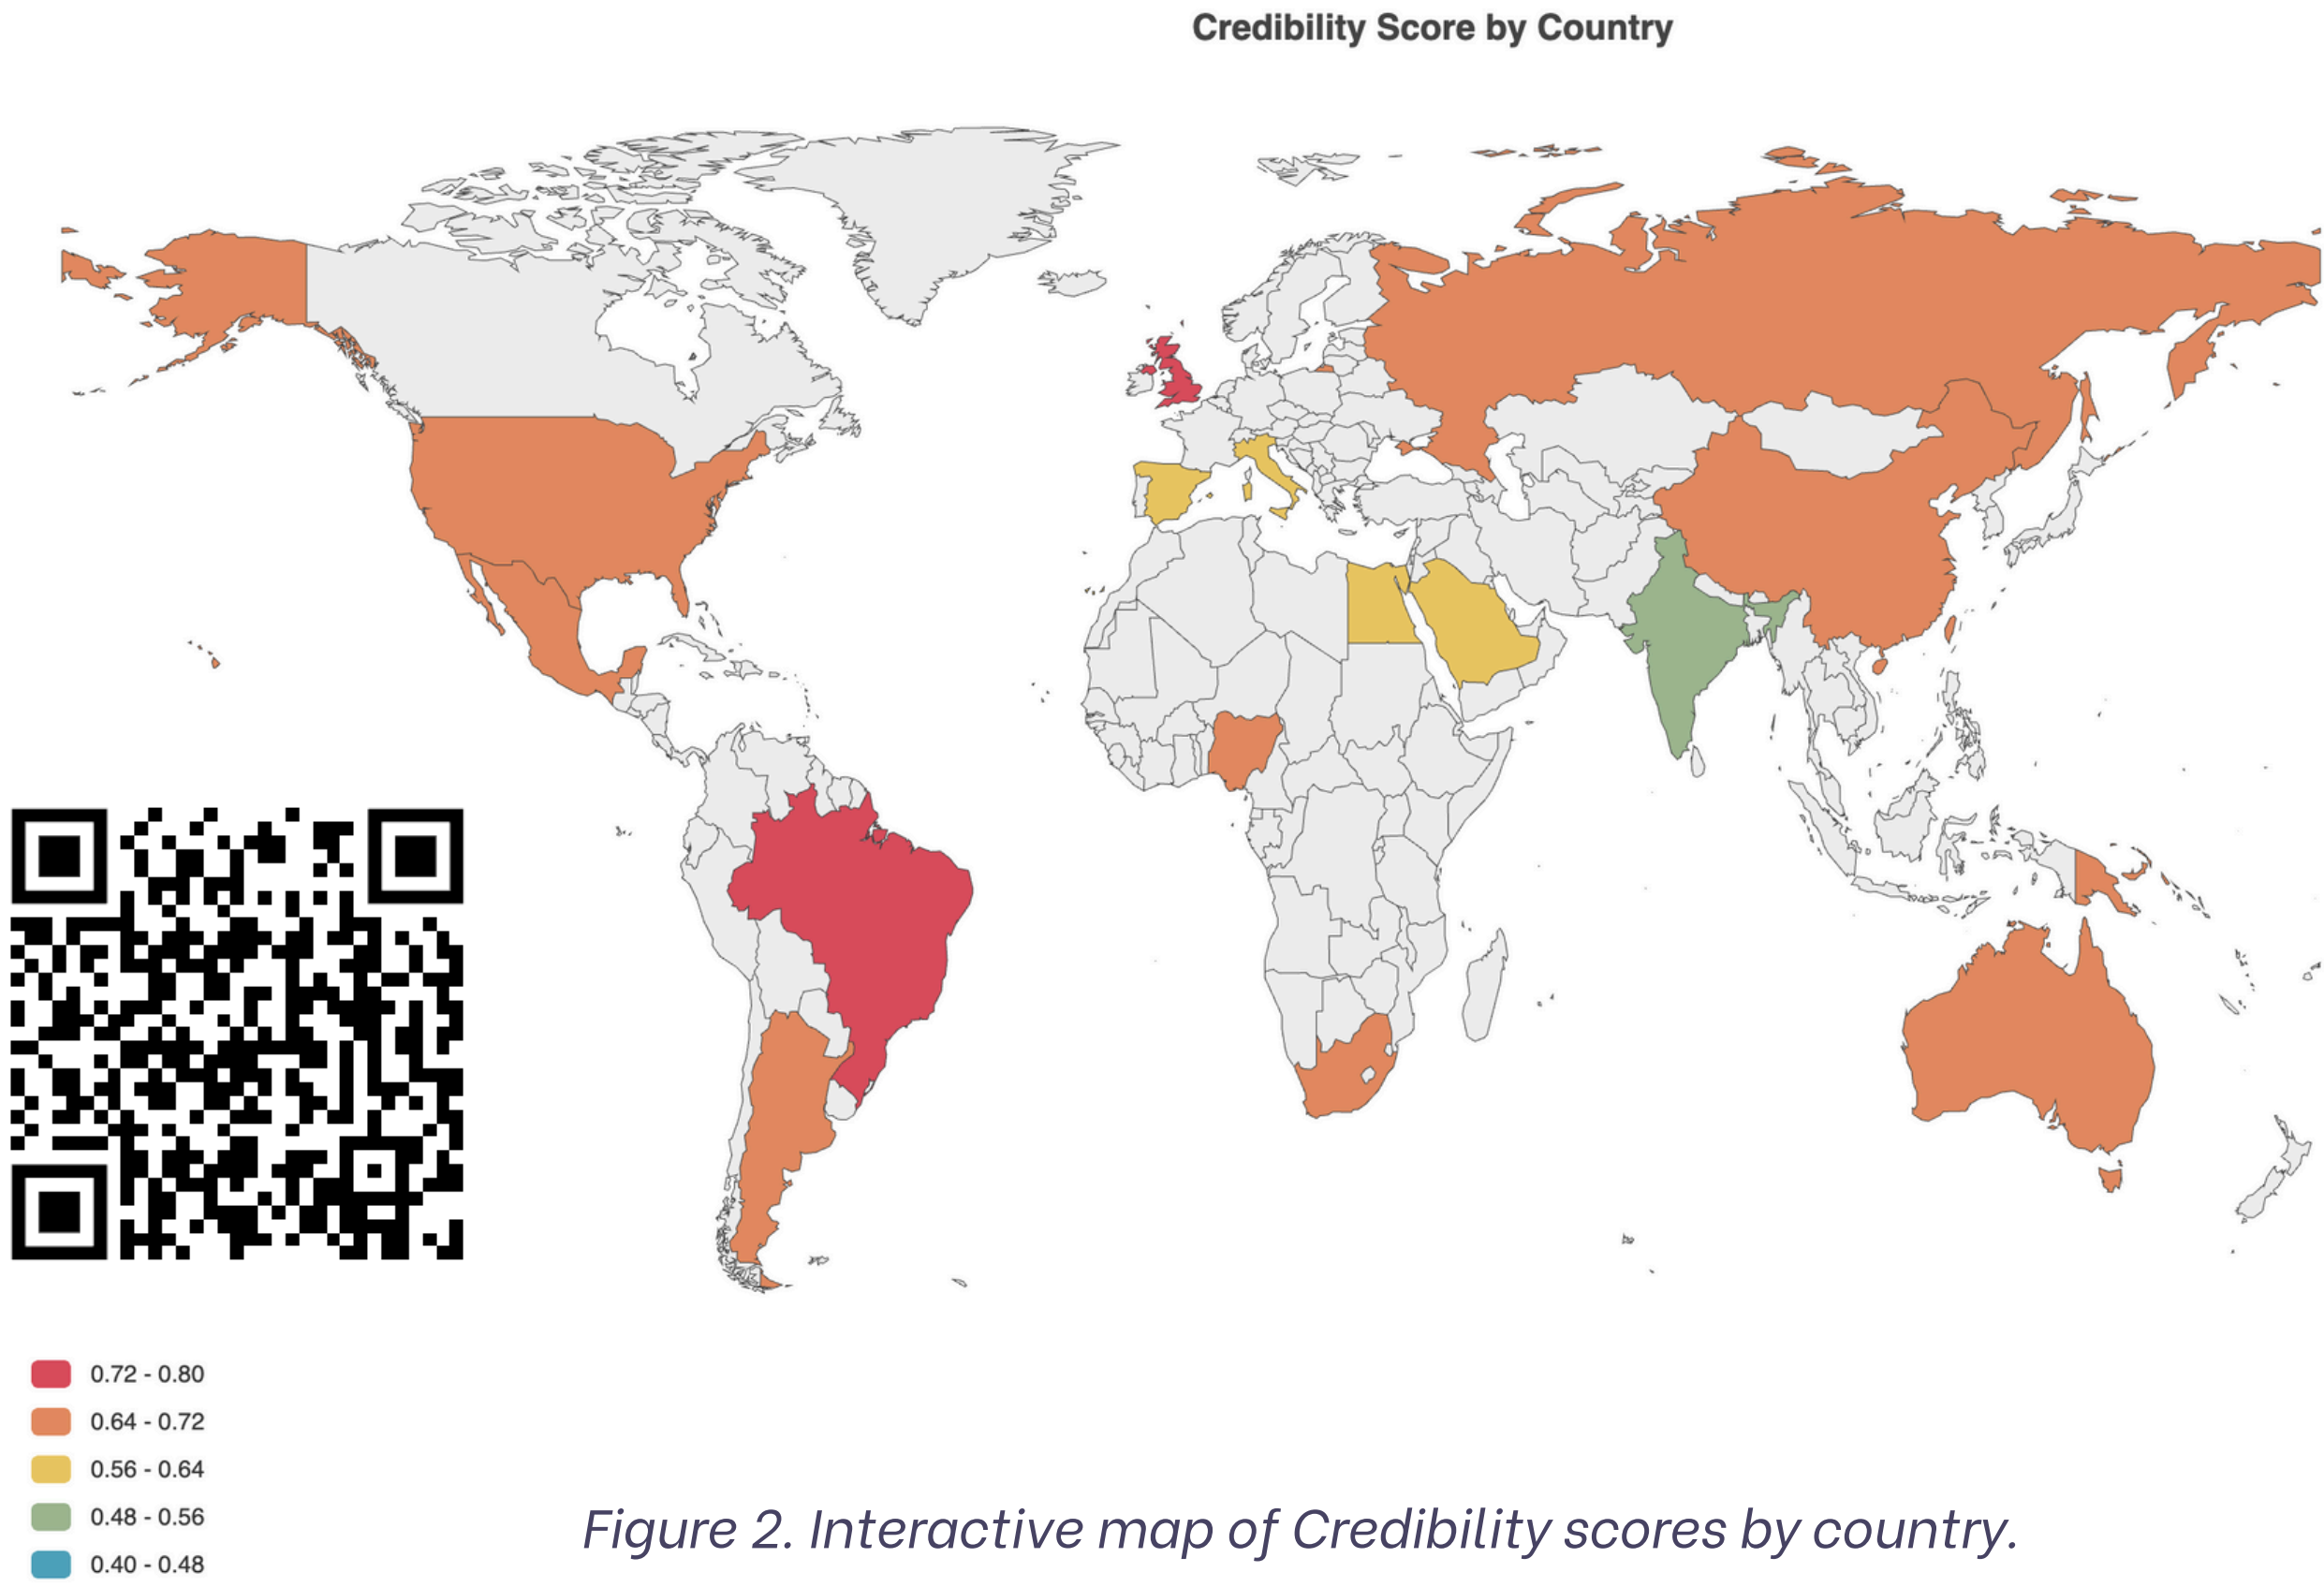 Credibility Score by Country
0.72 - 0.80
0.64 - 0.72
0.56 - 0.64
0.48 - 0.56
0.40 - 0.48
Figure 2. Interactive map of Credibility scores by country.